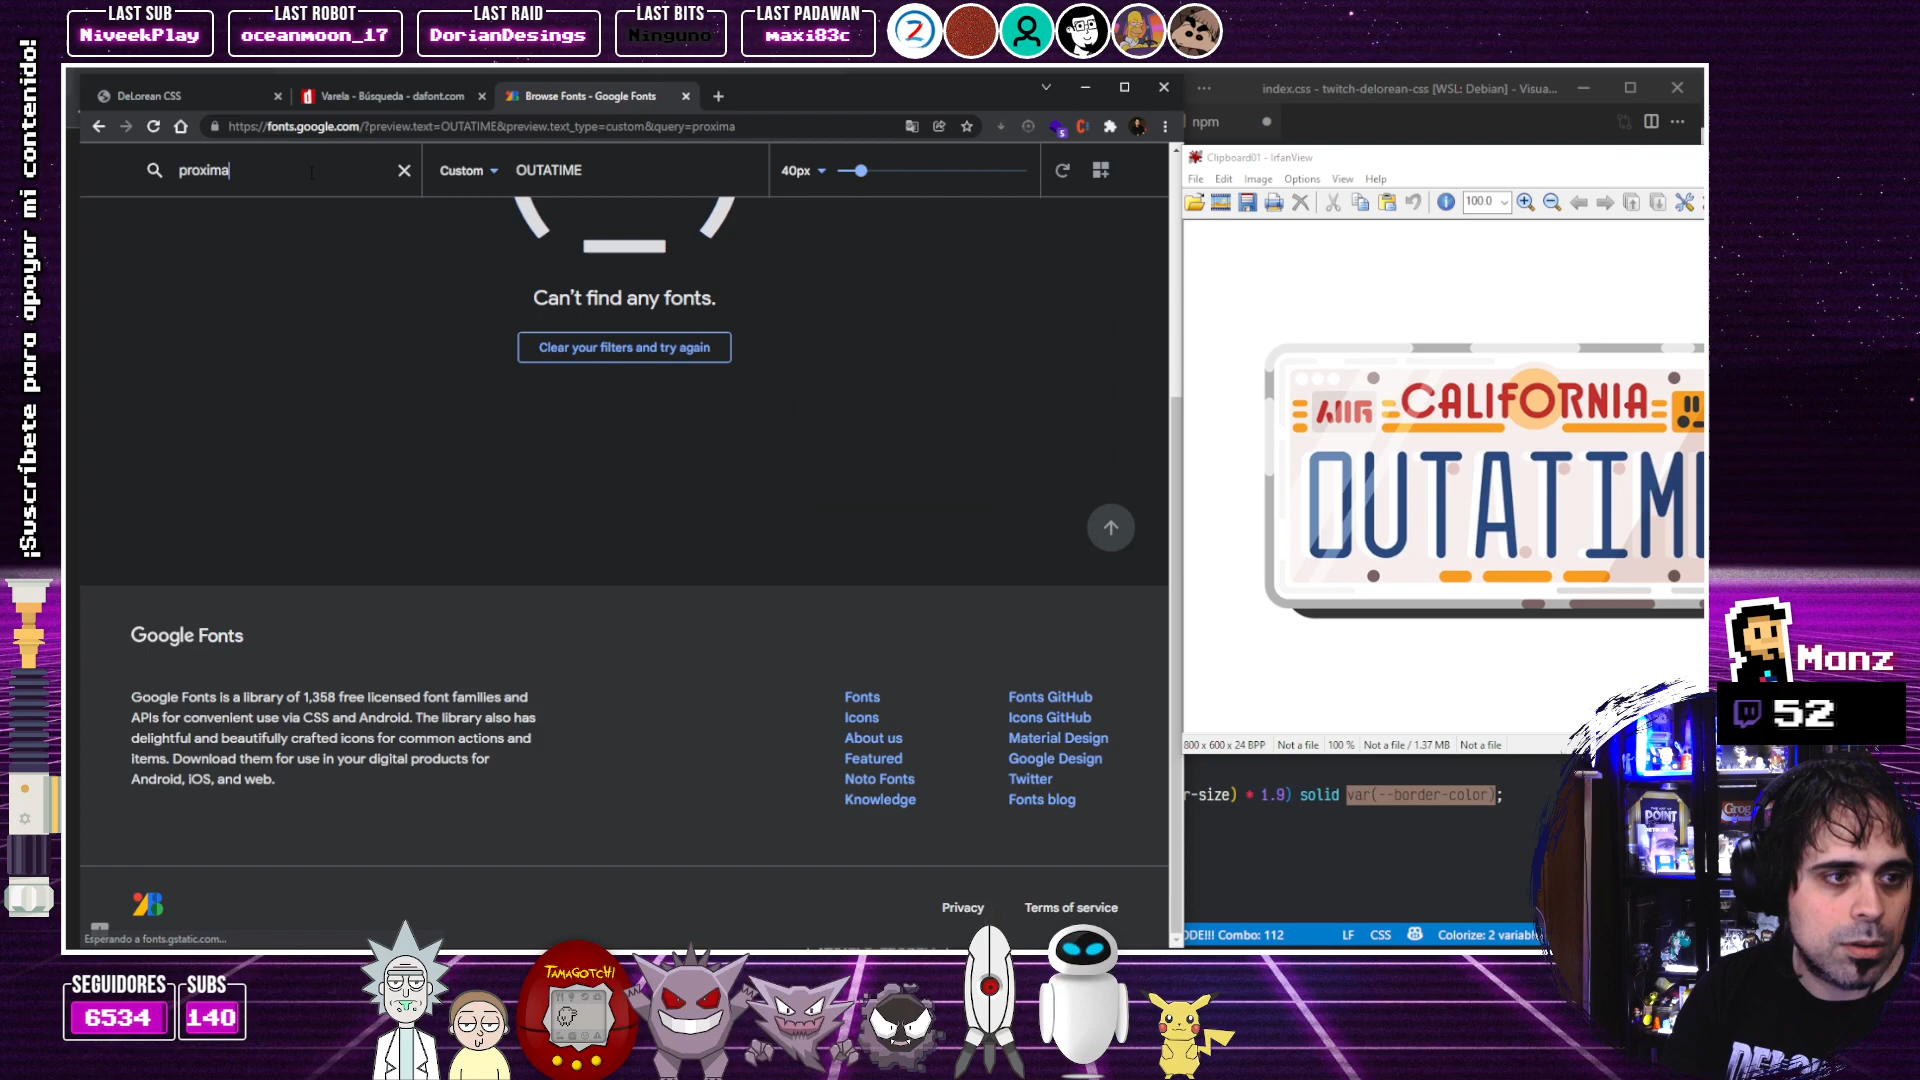 LAST SUB
NiveekPlay
LAST ROBOT
oceanmoon_17
LAST RAID
DorianDesings
LAST BITS
Ninguno
LAST PADAWAN
maxi83c
¡Suscríbete para apoyar mi contenido!
DeLorean CSS
Varela - Búsqueda - dafont.com
Browse Fonts - Google Fonts
index.css - twitch-delorean-css [WSL: Debian] - Visua...
https://fonts.google.com/?preview.text=OUTATIME&preview.text_type=custom&query=proxima
npm
Clipboard01 - IrfanView
proxima
Custom
OUTATIME
40px
File Edit Image Options View Help
100.0
Can't find any fonts.
Clear your filters and try again
CALIFORNIA
OUTATIME
Google Fonts
Google Fonts is a library of 1,358 free licensed font families and
APIs for convenient use via CSS and Android. The library also has
delightful and beautifully crafted icons for common actions and
items. Download them for use in your digital products for
Android, iOS, and web.
Fonts
Icons
About us
Featured
Noto Fonts
Knowledge
Fonts GitHub
Icons GitHub
Material Design
Google Design
Twitter
Fonts blog
Manz
52
800 x 600 x 24 BPP Not a file 100 % Not a file / 1.37 MB Not a file
r-size) * 1.9) solid var(--border-color);
Privacy
Terms of service
Esperando a fonts.gstatic.com...
ODE!!! Combo: 112
LF
CSS
Colorize: 2 variabl
SEGUIDORES
6534
SUBS
140
TAMAGOTCHI